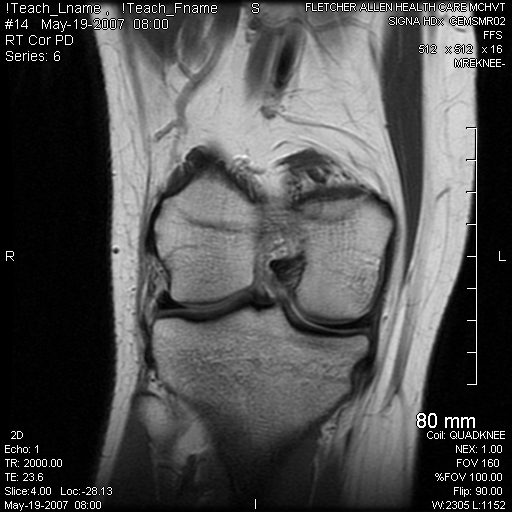 !Teach_Lname , !Teach_Fname
#14 May-19-2007 08:00
RT Cor PD
Series: 6
S
FLETCHER ALLEN HEALTH CARE MCHVT
SIGNA HDx GEMSMR02
FFS
512 x 512 x 16
MREKNEE-
R
L
80 mm
2D
Echo: 1
TR: 2000.00
TE: 23.6
Slice:4.00 Loc:-28.13
May-19-2007 08:00
I
Coil: QUADKNEE
NEX: 1.00
FOV 160
%FOV 100.00
Flip: 90.00
W:2305 L:1152